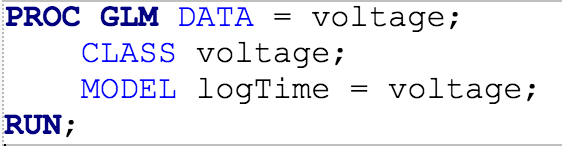 PROC GLM DATA = voltage;
CLASS voltage;
MODEL logTime = voltage;
RUN;